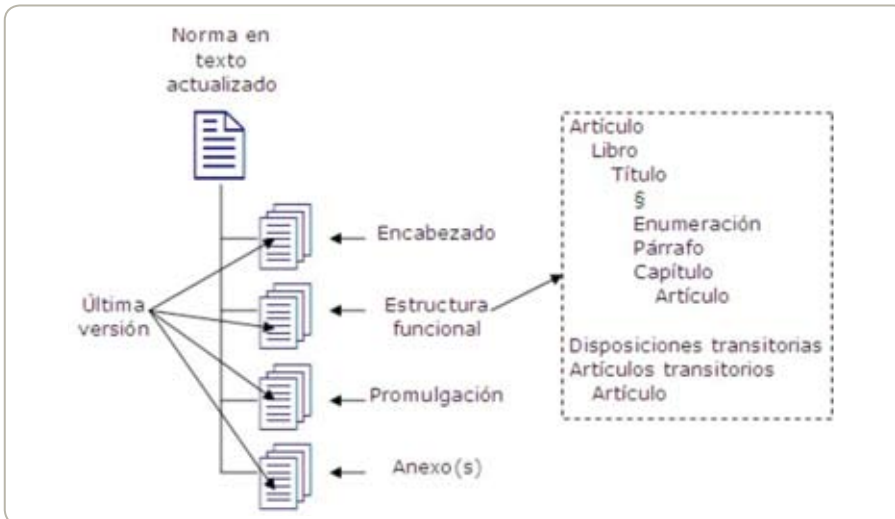 Norma en
texto
actualizado
Encabezado
Última
versión
Estructura
funcional
Promulgación
Anexo(s)
Artículo
Libro
Título
§
Enumeración
Párrafo
Capítulo
Artículo
Disposiciones transitorias
Artículos transitorios
Artículo